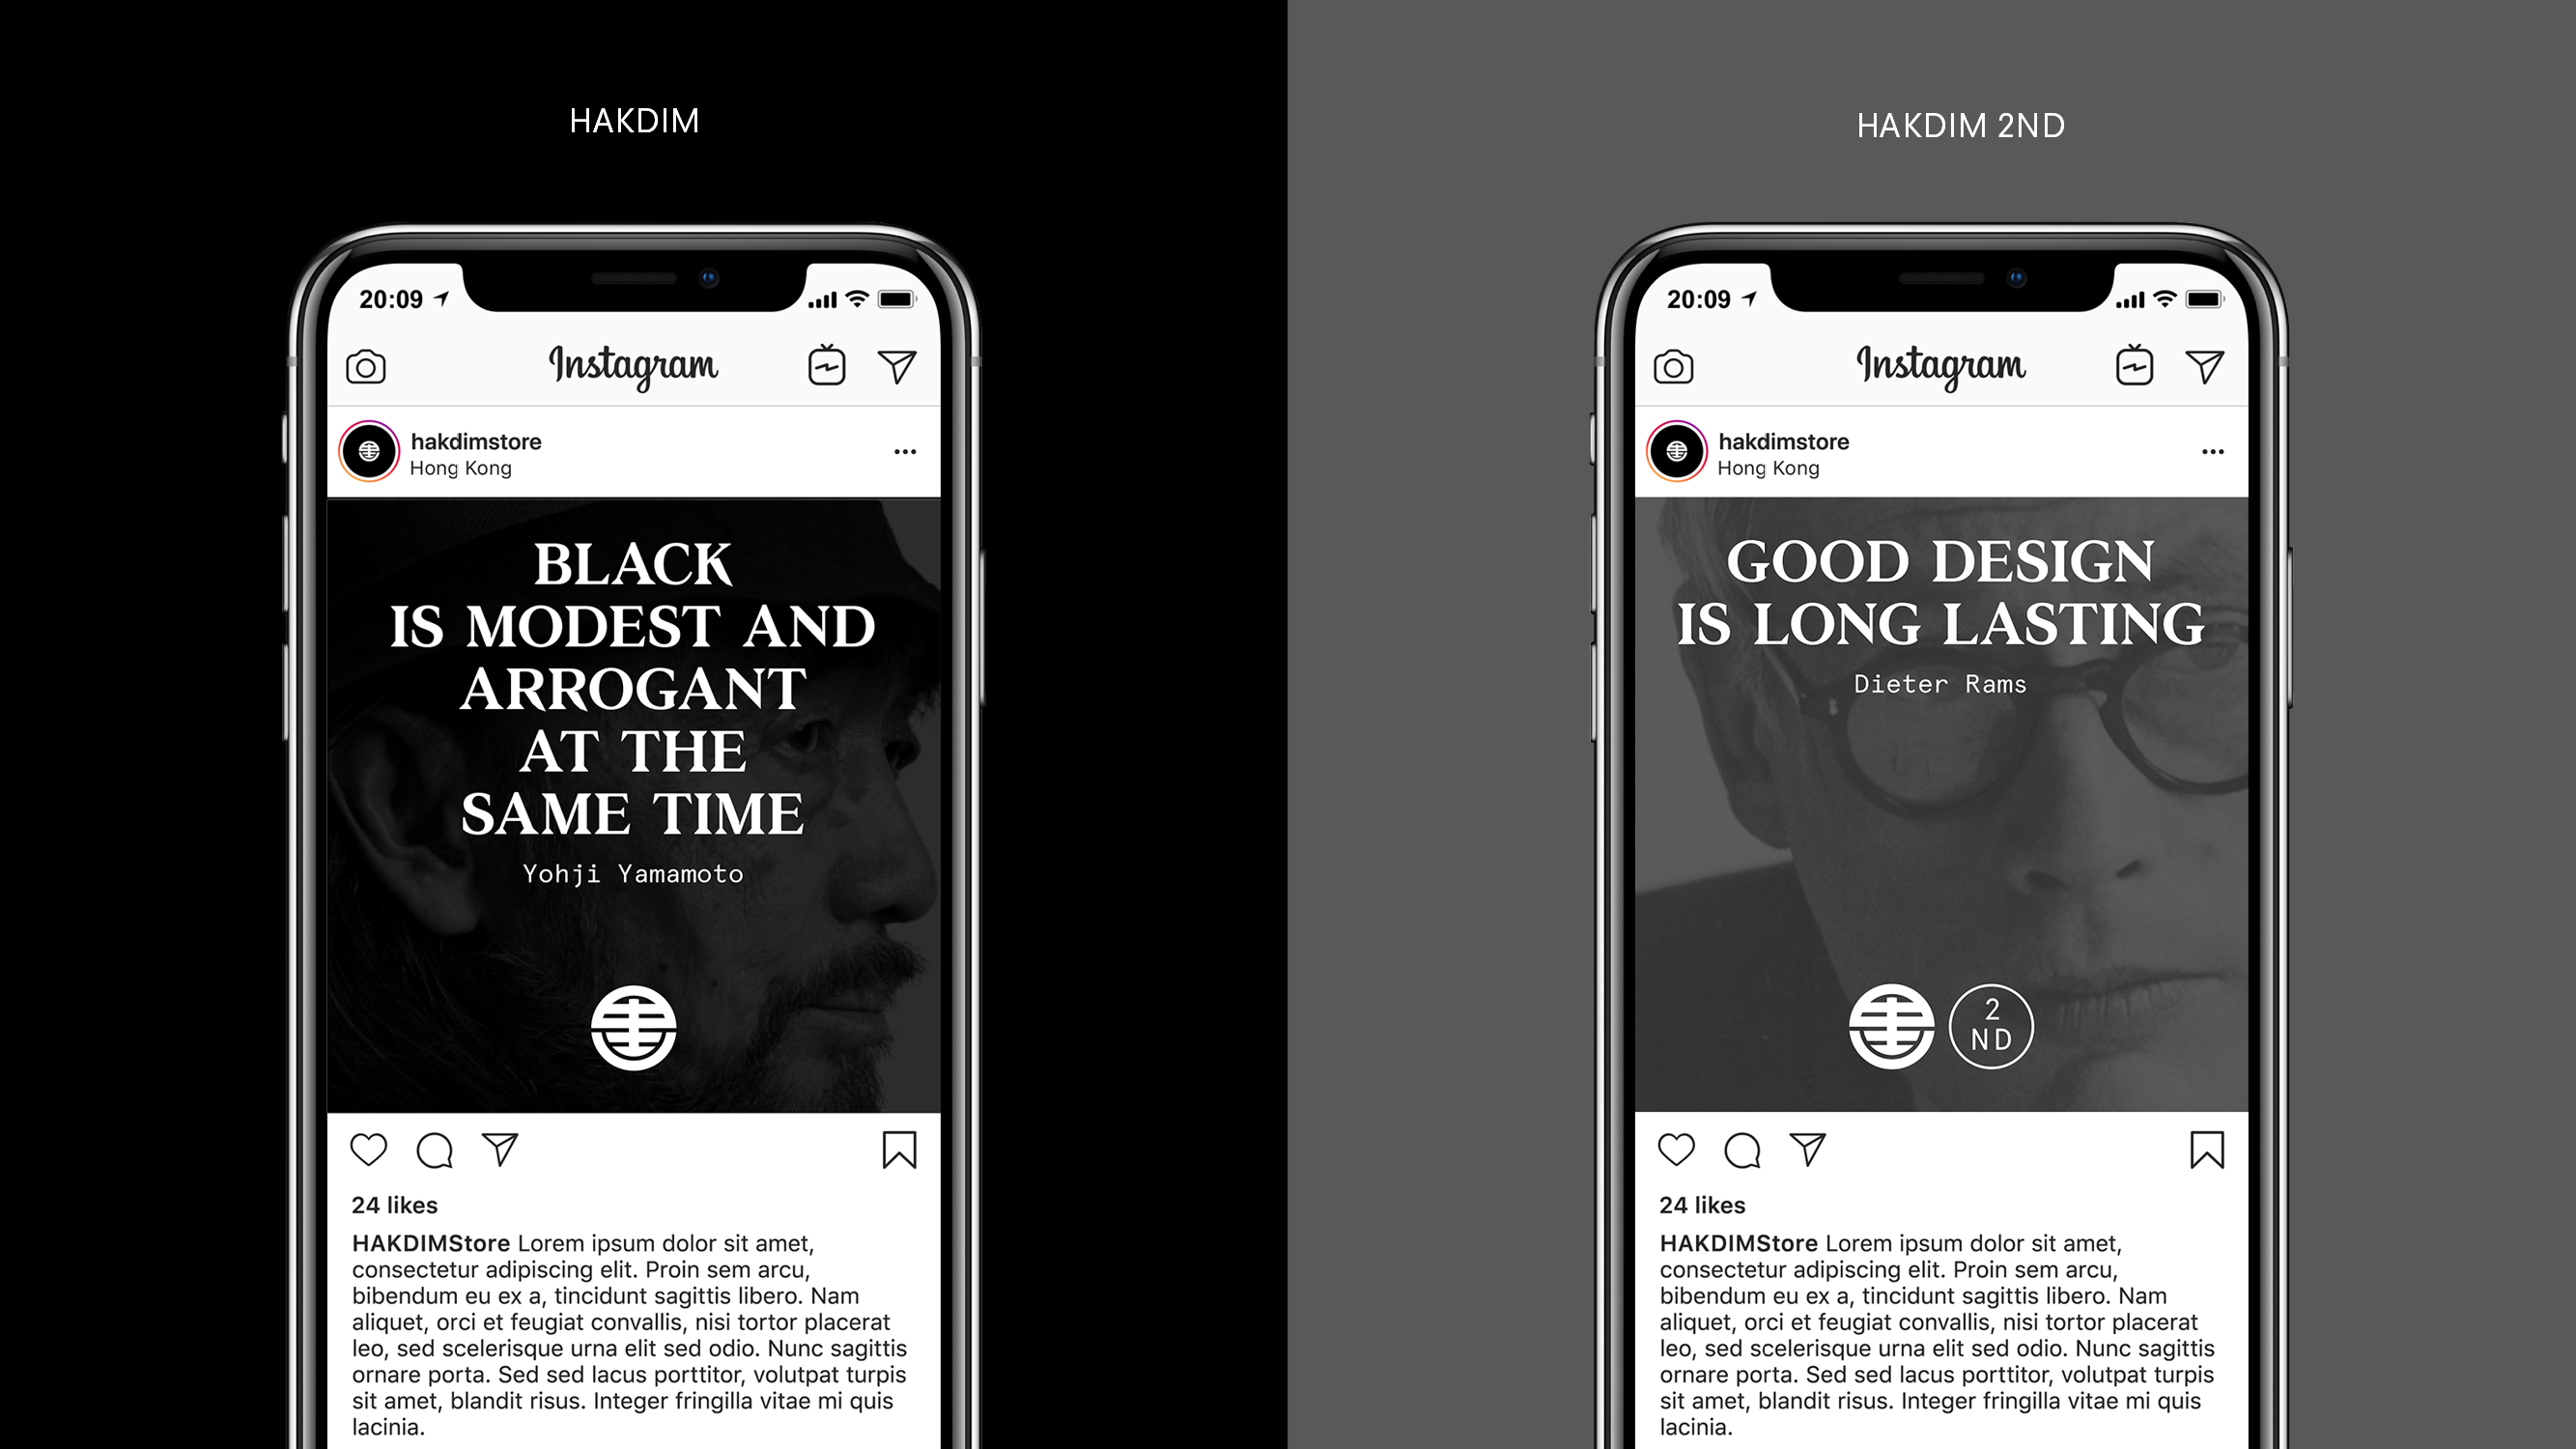 HAKDIM
20:09
Instagram
hakdimstore
Hong Kong
BLACK
IS MODEST AND
ARROGANT
AT THE
SAME TIME
Yohji Yamamoto
24 likes
HAKDIMStore Lorem ipsum dolor sit amet,
consectetur adipiscing elit. Proin sem arcu,
bibendum eu ex a, tincidunt sagittis libero. Nam
aliquet, orci et feugiat convallis, nisi tortor placerat
leo, sed scelerisque urna elit sed odio. Nunc sagittis
ornare porta. Sed sed lacus porttitor, volutpat turpis
sit amet, blandit risus. Integer fringilla vitae mi quis
lacinia.
HAKDIM 2ND
20:09
Instagram
hakdimstore
Hong Kong
GOOD DESIGN
IS LONG LASTING
Dieter Rams
2
ND
24 likes
HAKDIMStore Lorem ipsum dolor sit amet,
consectetur adipiscing elit. Proin sem arcu,
bibendum eu ex a, tincidunt sagittis libero. Nam
aliquet, orci et feugiat convallis, nisi tortor placerat
leo, sed scelerisque urna elit sed odio. Nunc sagittis
ornare porta. Sed sed lacus porttitor, volutpat turpis
sit amet, blandit risus. Integer fringilla vitae mi quis
lacinia.